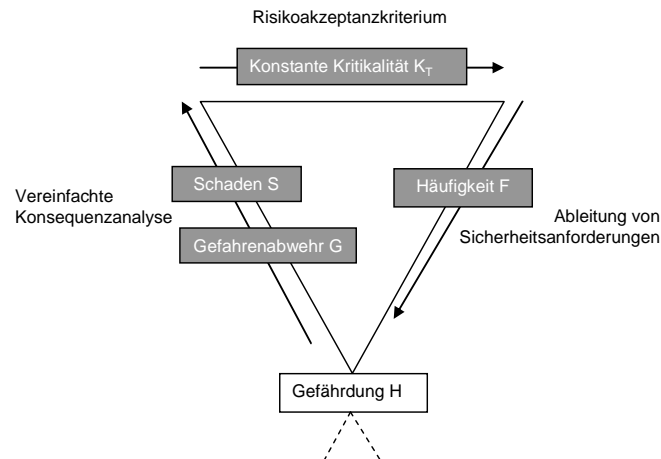 Risikoakzeptanzkriterium
Konstante Kritikalität K_T
Schaden S
Häufigkeit F
Vereinfachte
Konsequenzanalyse
Ableitung von
Sicherheitsanforderungen
Gefahrenabwehr G
Gefährdung H